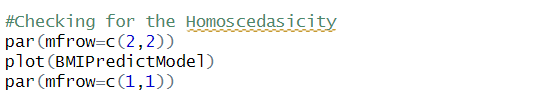 #Checking for the Homoscedasicity
par(mfrow=c(2,2))
plot(BMIPredictModel)
par(mfrow=c(1,1))